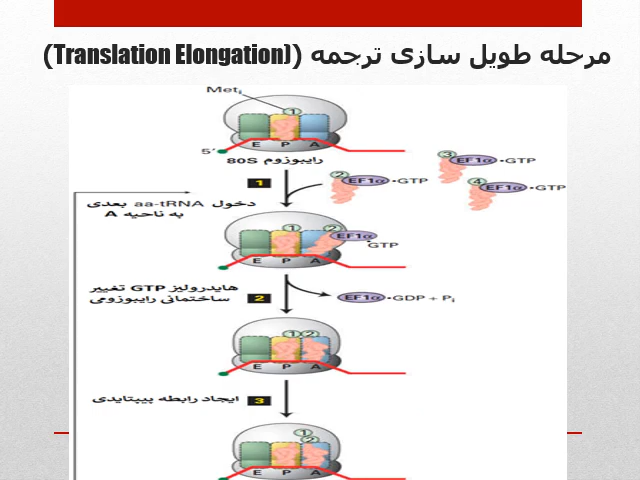 مرحله طویل سازی ترجمه ((Translation Elongation)
Metᵢ
1
E P A
5´
رایبوزوم 80S
3 EF1α •GTP
2 EF1α •GTP
4 EF1α •GTP
1
دخول aa-tRNA بعدی
به ناحیه A
1 2 EF1α
•GTP
E P A
هایدرولیز GTP تغییر
ساختمانی رایبوزومی
2
EF1α •GDP + Pᵢ
1 2
E P A
ایجاد رابطه پیپتایدی
3
1
2
E P A